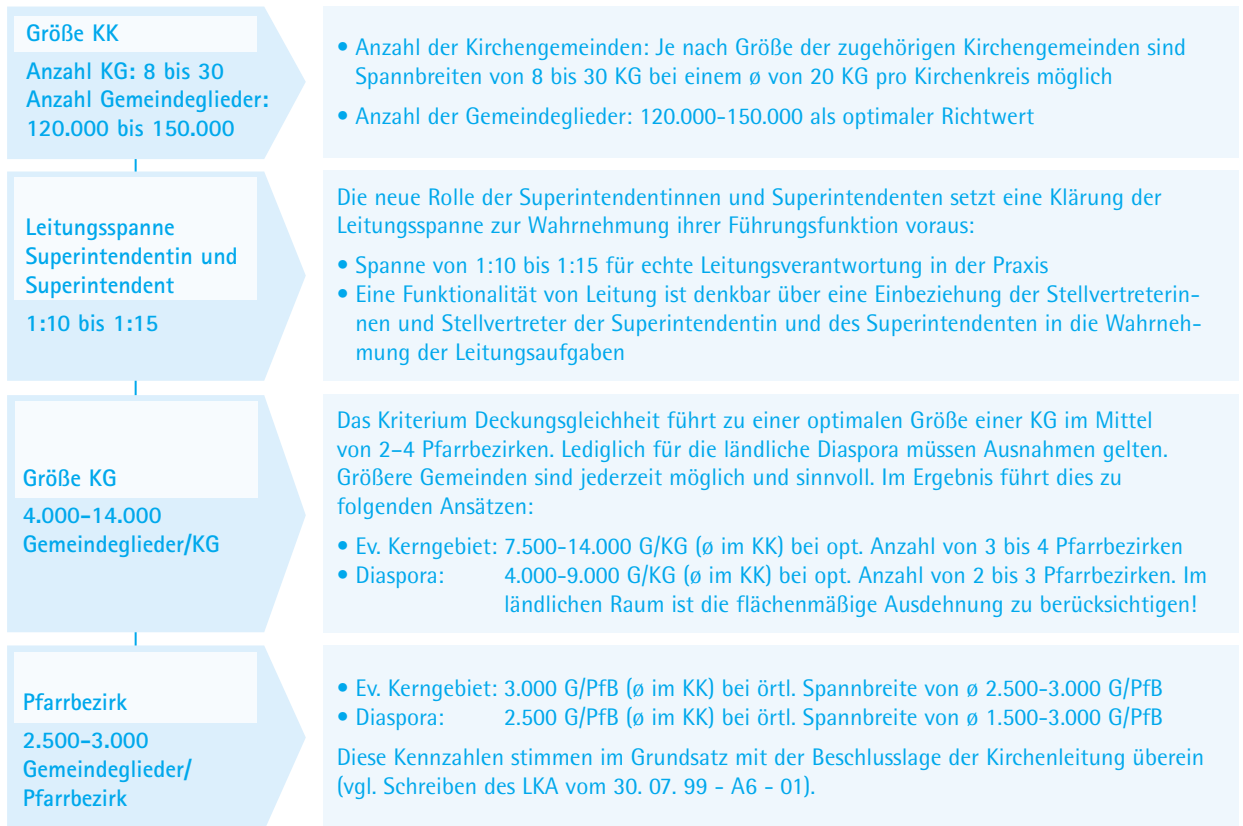 Größe KK
Anzahl KG: 8 bis 30
Anzahl Gemeindeglieder:
120.000 bis 150.000
• Anzahl der Kirchengemeinden: Je nach Größe der zugehörigen Kirchengemeinden sind
Spannbreiten von 8 bis 30 KG bei einem ø von 20 KG pro Kirchenkreis möglich
• Anzahl der Gemeindeglieder: 120.000-150.000 als optimaler Richtwert
Leitungsspanne
Superintendentin und
Superintendent
1:10 bis 1:15
Die neue Rolle der Superintendentinnen und Superintendenten setzt eine Klärung der
Leitungsspanne zur Wahrnehmung ihrer Führungsfunktion voraus:
• Spanne von 1:10 bis 1:15 für echte Leitungsverantwortung in der Praxis
• Eine Funktionalität von Leitung ist denkbar über eine Einbeziehung der Stellvertreterin-
nen und Stellvertreter der Superintendentin und des Superintendenten in die Wahrneh-
mung der Leitungsaufgaben
Größe KG
4.000-14.000
Gemeindeglieder/KG
Das Kriterium Deckungsgleichheit führt zu einer optimalen Größe einer KG im Mittel
von 2–4 Pfarrbezirken. Lediglich für die ländliche Diaspora müssen Ausnahmen gelten.
Größere Gemeinden sind jederzeit möglich und sinnvoll. Im Ergebnis führt dies zu
folgenden Ansätzen:
• Ev. Kerngebiet: 7.500-14.000 G/KG (ø im KK) bei opt. Anzahl von 3 bis 4 Pfarrbezirken
• Diaspora: 4.000-9.000 G/KG (ø im KK) bei opt. Anzahl von 2 bis 3 Pfarrbezirken. Im
ländlichen Raum ist die flächenmäßige Ausdehnung zu berücksichtigen!
Pfarrbezirk
2.500-3.000
Gemeindeglieder/
Pfarrbezirk
• Ev. Kerngebiet: 3.000 G/PfB (ø im KK) bei örtl. Spannbreite von ø 2.500-3.000 G/PfB
• Diaspora: 2.500 G/PfB (ø im KK) bei örtl. Spannbreite von ø 1.500-3.000 G/PfB
Diese Kennzahlen stimmen im Grundsatz mit der Beschlusslage der Kirchenleitung überein
(vgl. Schreiben des LKA vom 30. 07. 99 - A6 - 01).